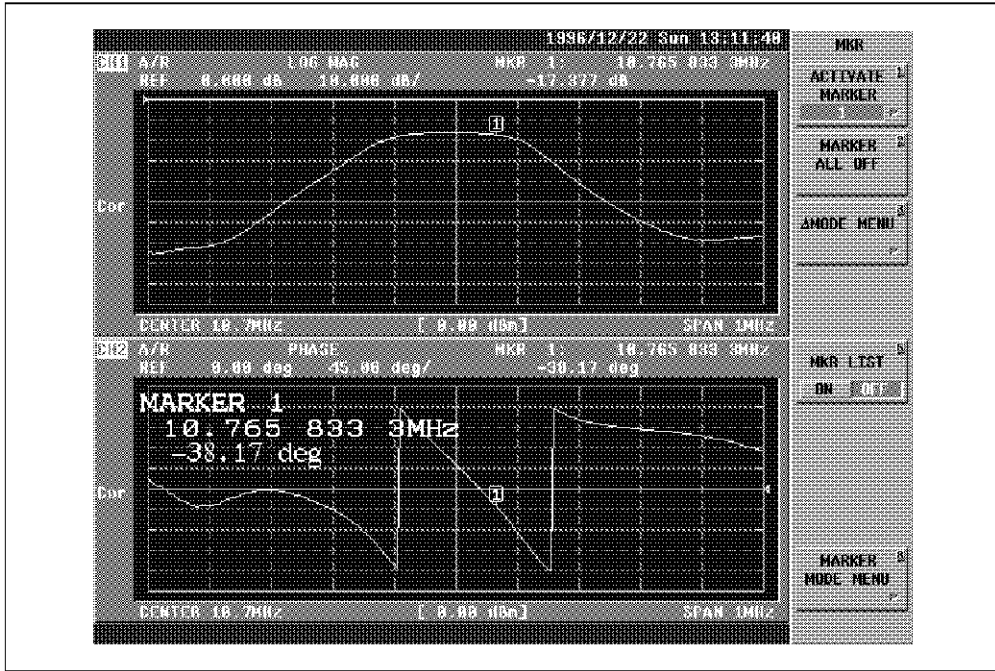 1996/12/22 Sun 13:11:40
CH1 A/R LOG MAG MKR 1: 10.765 833 3MHz
REF 0.000 dB 10.000 dB/ -17.377 dB
1
Cor
CENTER 10.7MHz [ 0.00 dBm] SPAN 1MHz
CH2 A/R PHASE MKR 1: 10.765 833 3MHz
REF 0.00 deg 45.00 deg/ -38.17 deg
MARKER 1
10.765 833 3MHz
-38.17 deg
1
Cor
CENTER 10.7MHz [ 0.00 dBm] SPAN 1MHz
MKR
ACTIVATE 1
MARKER
1
MARKER 2
ALL OFF
ΔMODE MENU 3
MKR LIST
ON OFF
MARKER
MODE MENU